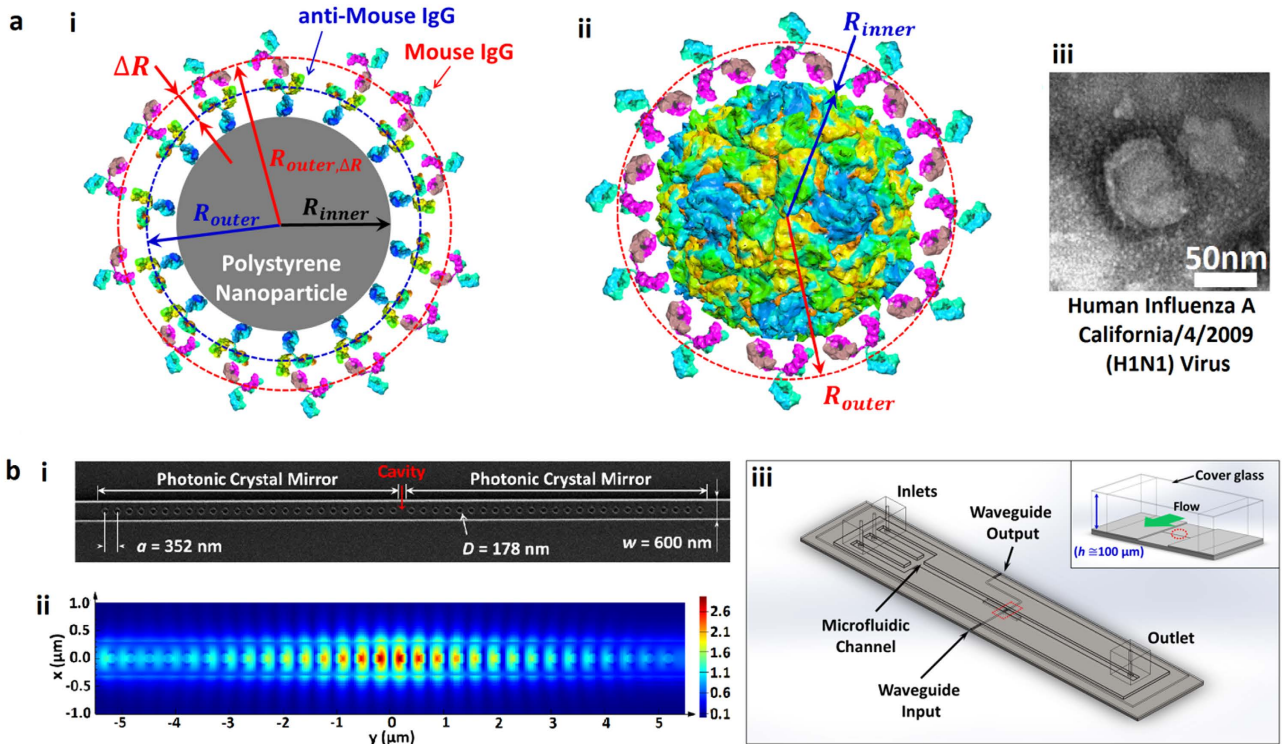 a
i
anti-Mouse IgG
Mouse IgG
ΔR
R_outer,ΔR
R_outer
R_inner
Polystyrene
Nanoparticle
ii
R_inner
R_outer
iii
50nm
Human Influenza A
California/4/2009
(H1N1) Virus
b
i
Photonic Crystal Mirror
Cavity
Photonic Crystal Mirror
a = 352 nm
D = 178 nm
w = 600 nm
ii
x (μm)
1.0
0.5
0.0
-0.5
-1.0
-5 -4 -3 -2 -1 0 1 2 3 4 5
y (μm)
2.6
2.1
1.6
1.1
0.6
0.1
iii
Inlets
Waveguide
Output
Microfluidic
Channel
Waveguide
Input
Outlet
Cover glass
Flow
(h ≅100 μm)